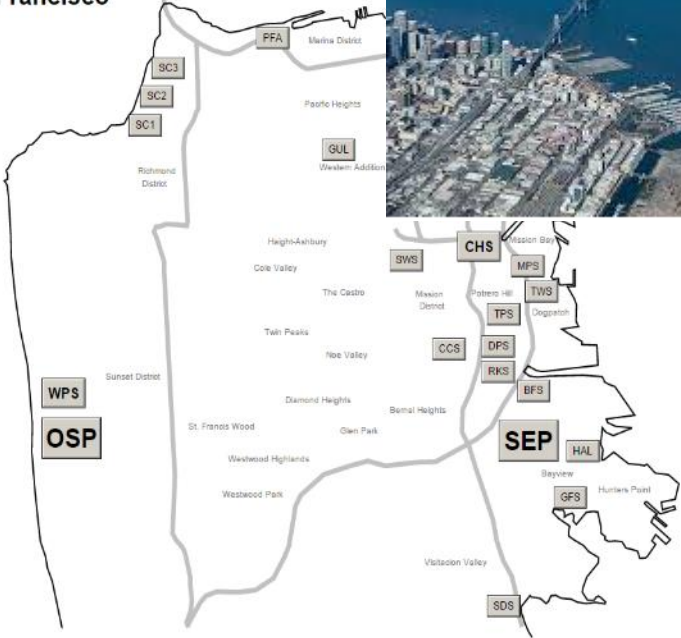 PFA
Marina District
SC3
SC2
Pacific Heights
SC1
GUL
Western Addition
Richmond
District
Height-Ashbury
CHS
Mission Bay
SWS
Cole Valley
MPS
The Castro
Mission
District
Potrero Hill
TWS
TPS
Dogpatch
Twin Peaks
Noe Valley
CCS
DPS
RKS
Sunset District
WPS
BFS
Diamond Heights
Bernal Heights
OSP
St. Francis Wood
Glen Park
SEP
HAL
Westwood Highlands
Bayview
Westwood Park
GFS
Hunters Point
Visitacion Valley
SDS